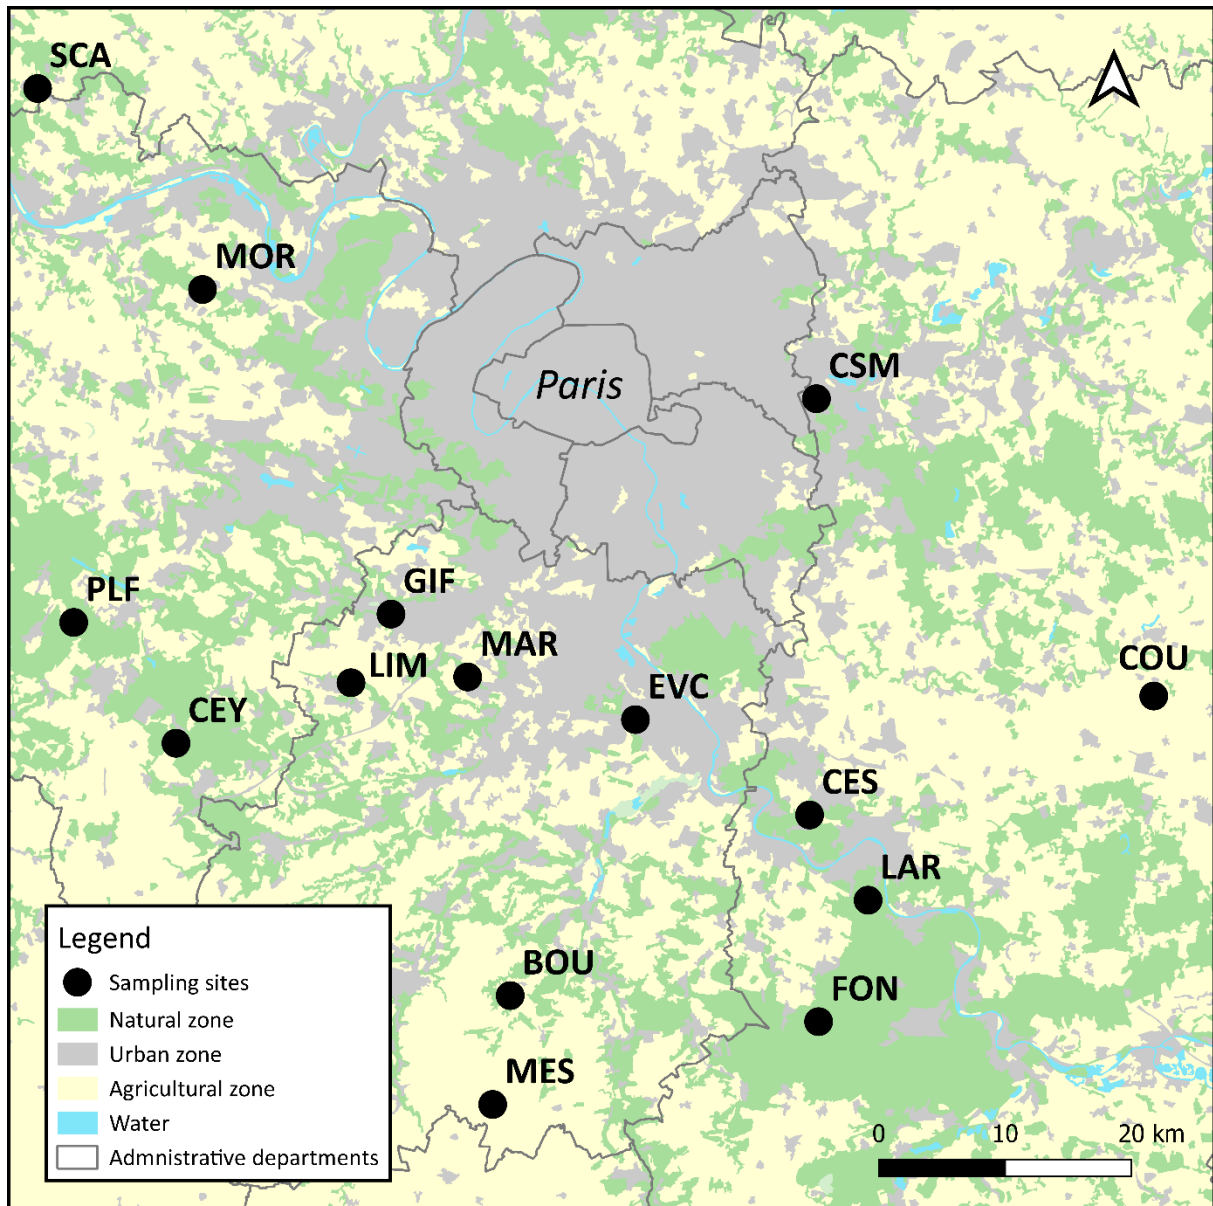 SCA
MOR
CSM
Paris
GIF
PLF
MAR
LIM
COU
EVC
CEY
CES
LAR
BOU
FON
MES
Legend
Sampling sites
Natural zone
Urban zone
Agricultural zone
Water
Admnistrative departments
0 10 20 km